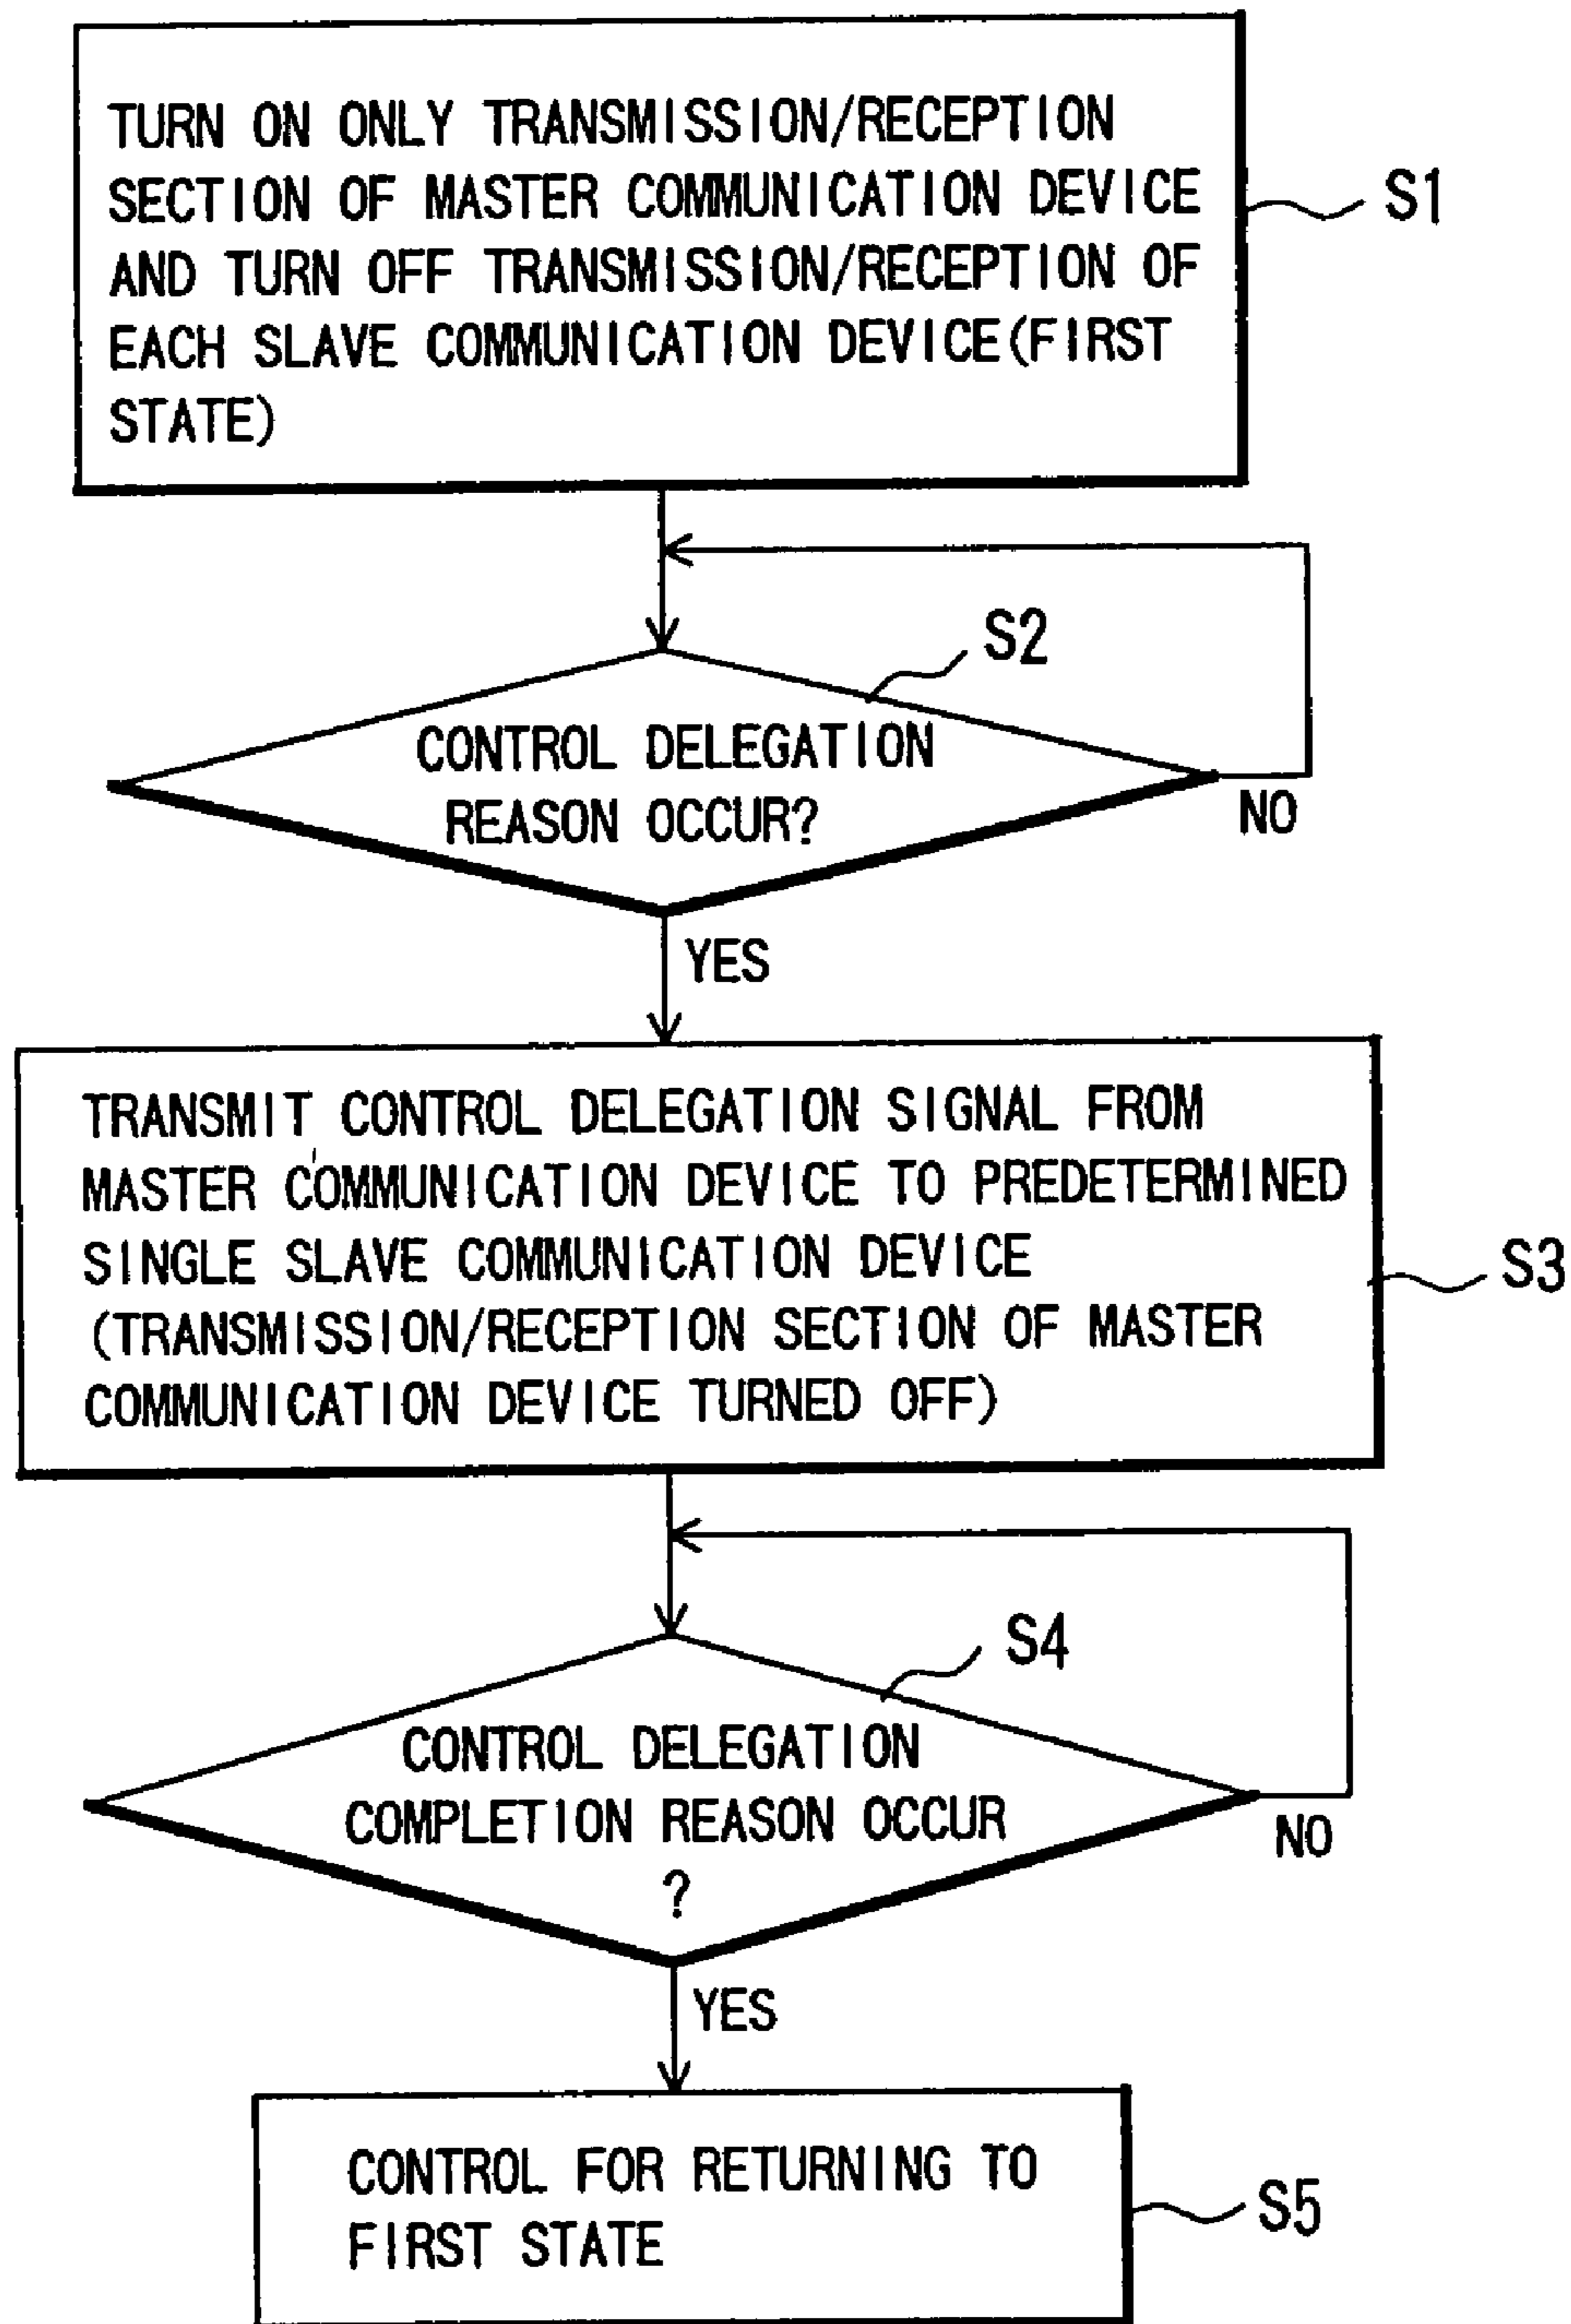 TURN ON ONLY TRANSMISSION/RECEPTION
SECTION OF MASTER COMMUNICATION DEVICE
AND TURN OFF TRANSMISSION/RECEPTION OF
EACH SLAVE COMMUNICATION DEVICE(FIRST
STATE)
S1
S2
CONTROL DELEGATION
REASON OCCUR?
NO
YES
TRANSMIT CONTROL DELEGATION SIGNAL FROM
MASTER COMMUNICATION DEVICE TO PREDETERMINED
SINGLE SLAVE COMMUNICATION DEVICE
(TRANSMISSION/RECEPTION SECTION OF MASTER
COMMUNICATION DEVICE TURNED OFF)
S3
S4
CONTROL DELEGATION
COMPLETION REASON OCCUR
?
NO
YES
CONTROL FOR RETURNING TO
FIRST STATE
S5